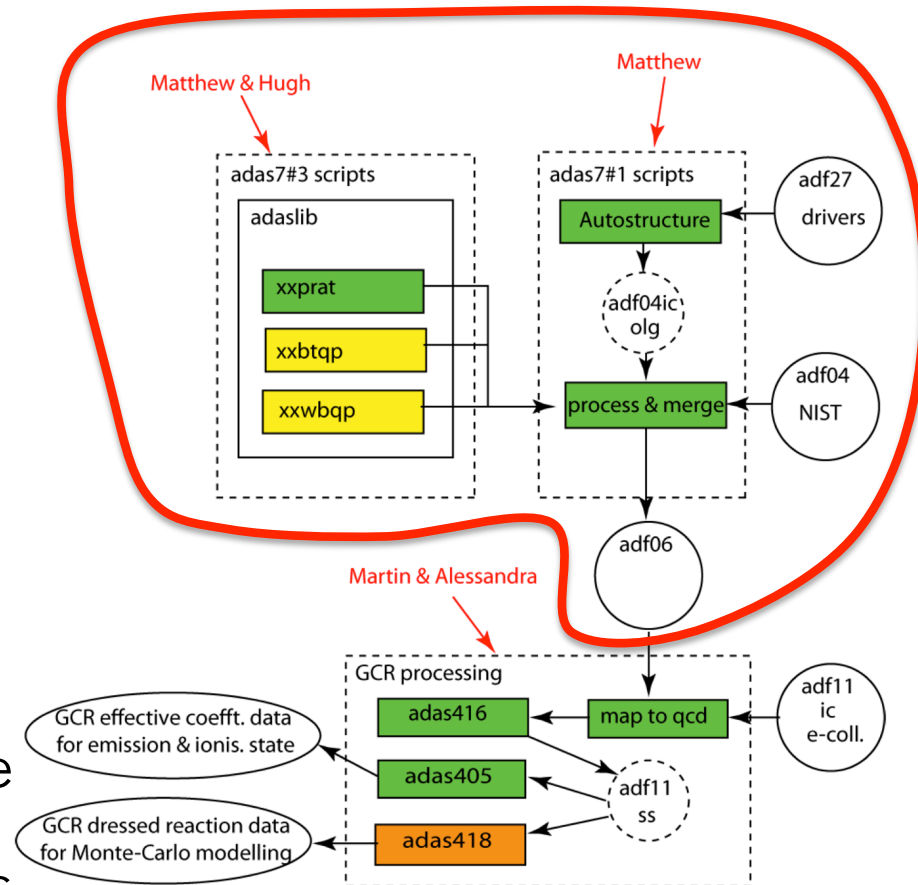 Matthew & Hugh
Matthew
adas7#3 scripts
adaslib
xxprat
xxbtqp
xxwbqp
adas7#1 scripts
Autostructure
adf04ic
olg
process & merge
adf27
drivers
adf04
NIST
adf06
Martin & Alessandra
GCR processing
adas416
map to qcd
adf11
ic
e-coll.
adas405
adf11
ss
adas418
GCR effective coefft. data
for emission & ionis. state
GCR dressed reaction data
for Monte-Carlo modelling
e